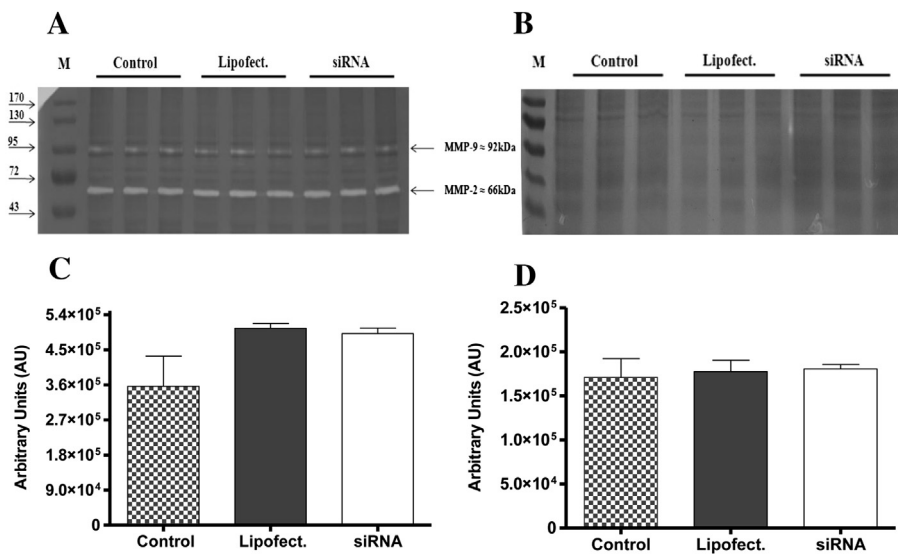 A
M Control Lipofect. siRNA
170
130
95
72
43
MMP-9 ≈ 92kDa
MMP-2 ≈ 66kDa
B
M Control Lipofect. siRNA
C
Arbitrary Units (AU)
5.4×10⁵
4.5×10⁵
3.6×10⁵
2.7×10⁵
1.8×10⁵
9.0×10⁴
0
Control Lipofect. siRNA
D
Arbitrary Units (AU)
2.5×10⁵
2.0×10⁵
1.5×10⁵
1.0×10⁵
5.0×10⁴
0
Control Lipofect. siRNA